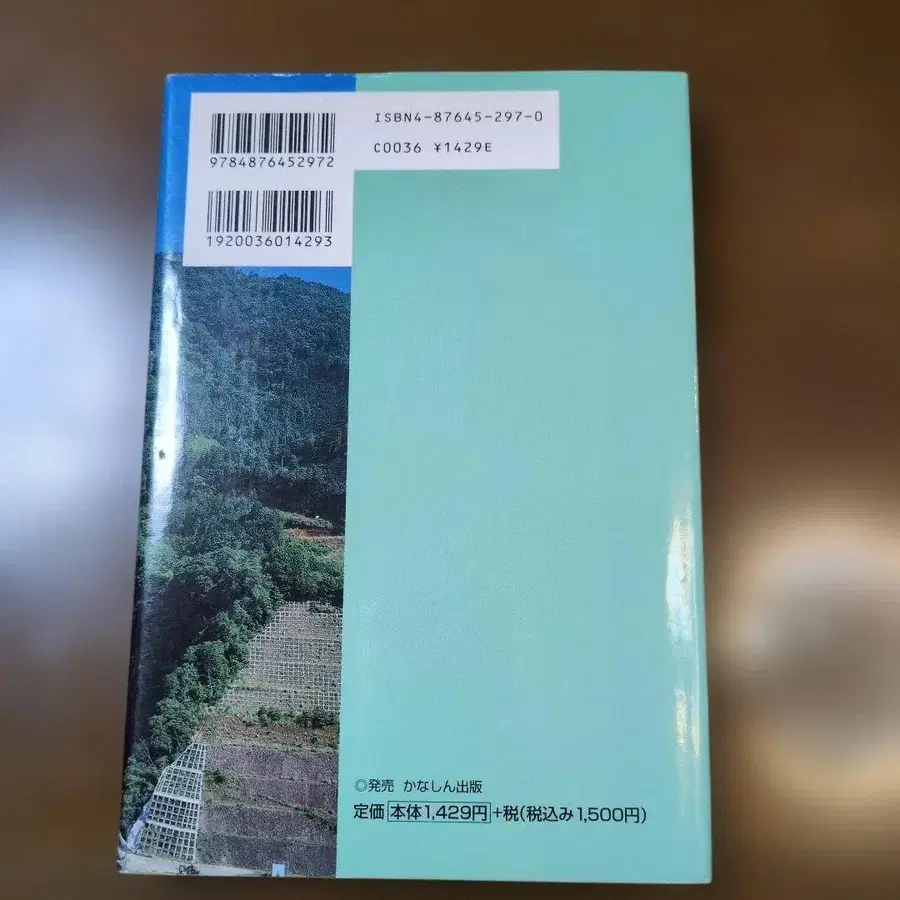 ISBN4-87645-297-0
C0036 ¥1429E
9784876452972
1920036014293
◎発売 かなしん出版
定価 本体1,429円 +税(税込み1,500円)